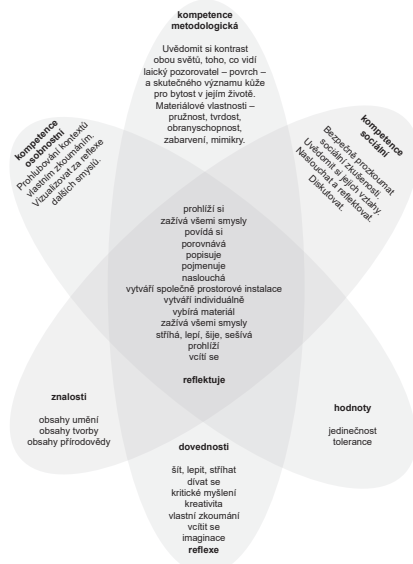 kompetence
metodologická
Uvědomit si kontrast
obou světů, toho, co vidí
laický pozorovatel – povrch –
a skutečného významu kůže
pro bytost v jejím životě.
Materiálové vlastnosti –
pružnost, tvrdost,
obranyschopnost,
zabarvení, mimikry.
kompetence
osobnostní
Prohlubování kontextů
vlastním zkoumáním.
Vizualizovat za reflexe
dalších smyslů.
kompetence
sociální
Bezpečně prozkoumat
sociální zkušenosti.
Uvědomit si jejich vztahy.
Naslouchat a reflektovat.
Diskutovat.
prohlíží si
zažívá všemi smysly
povídá si
porovnává
popisuje
pojmenuje
naslouchá
vytváří společně prostorové instalace
vytváří individuálně
vybírá materiál
zažívá všemi smysly
stříhá, lepí, šije, sešívá
prohlíží
vcítí se
reflektuje
znalosti
obsahy umění
obsahy tvorby
obsahy přírodovědy
hodnoty
jedinečnost
tolerance
dovednosti
šít, lepit, stříhat
dívat se
kritické myšlení
kreativita
vlastní zkoumání
vcítit se
imaginace
reflexe